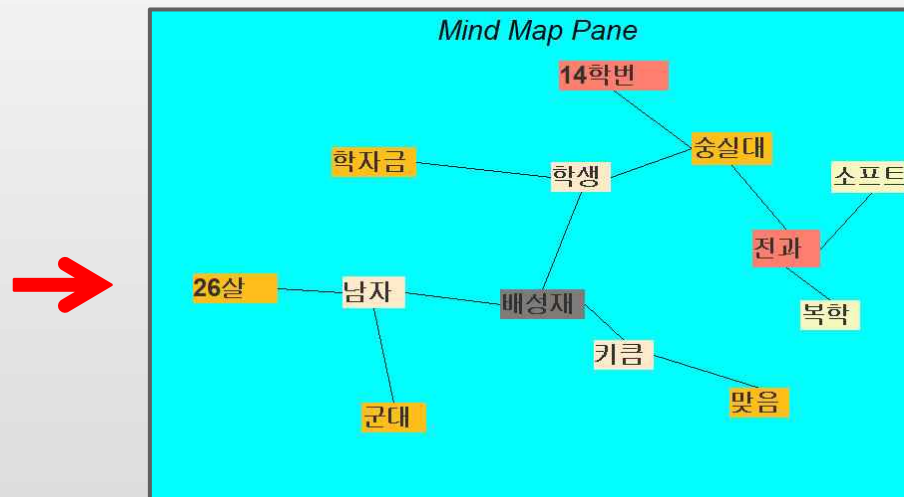 Mind Map Pane
14학번
숭실대
학자금
학생
소프트
전과
26살
남자
배성재
복학
키큼
맞음
군대